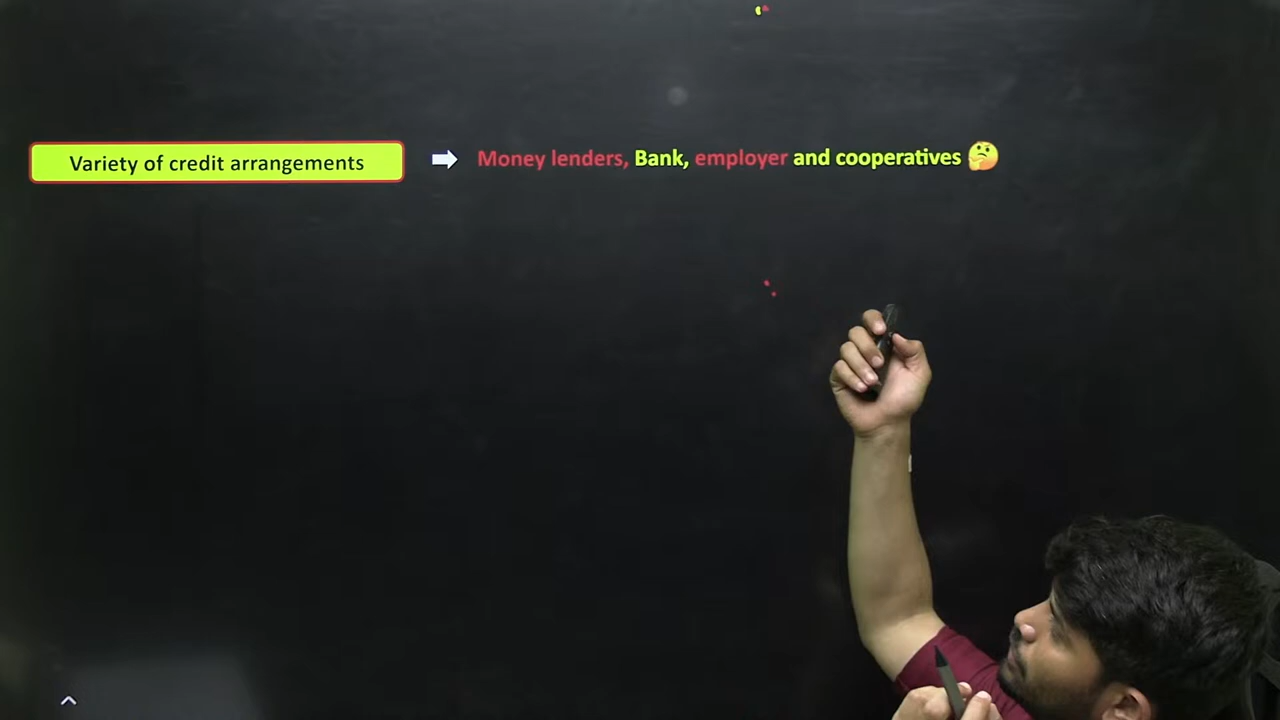 Variety of credit arrangements
Money lenders, Bank, employer and cooperatives 🤔